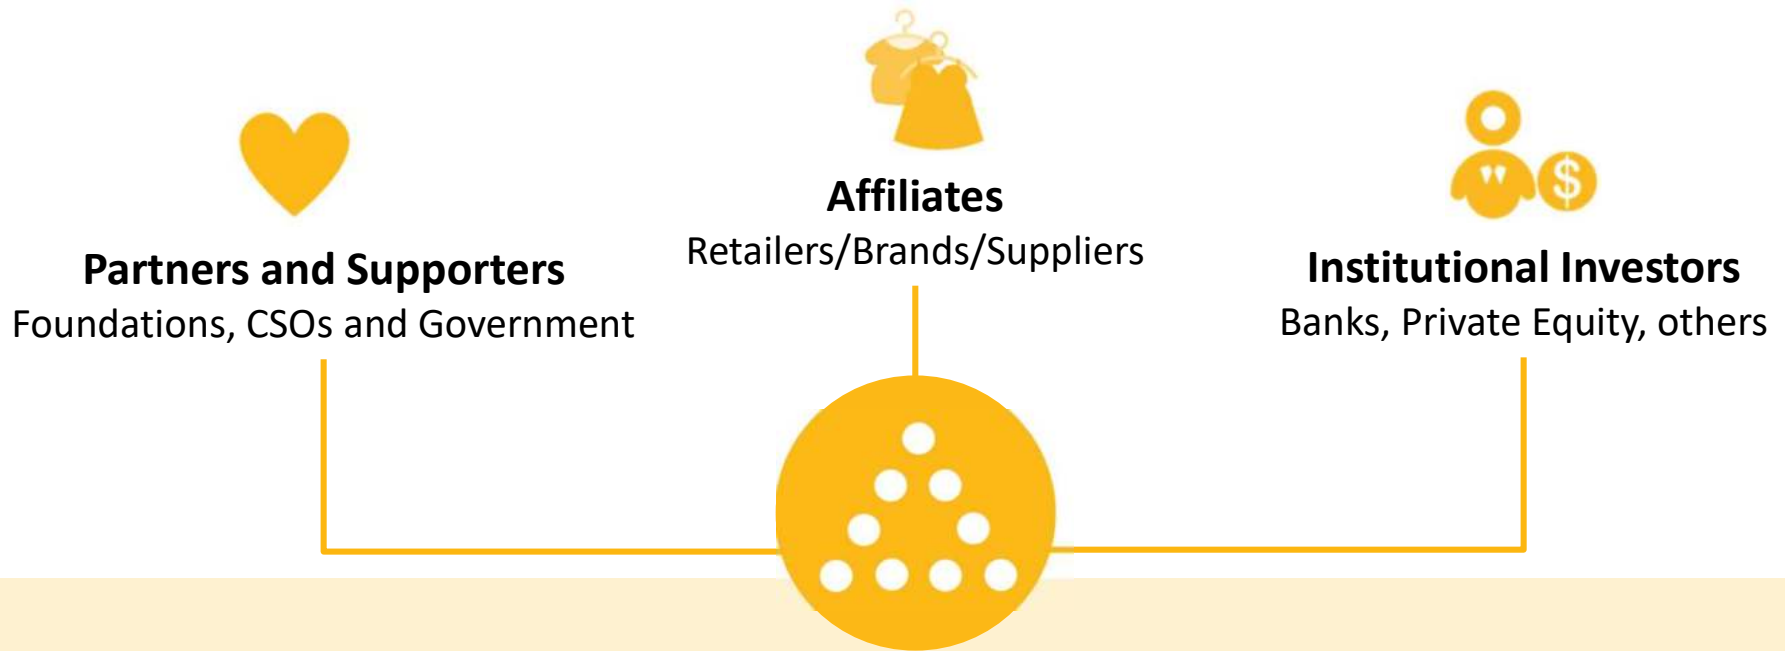 Partners and Supporters
Foundations, CSOs and Government
Affiliates
Retailers/Brands/Suppliers
$
Institutional Investors
Banks, Private Equity, others